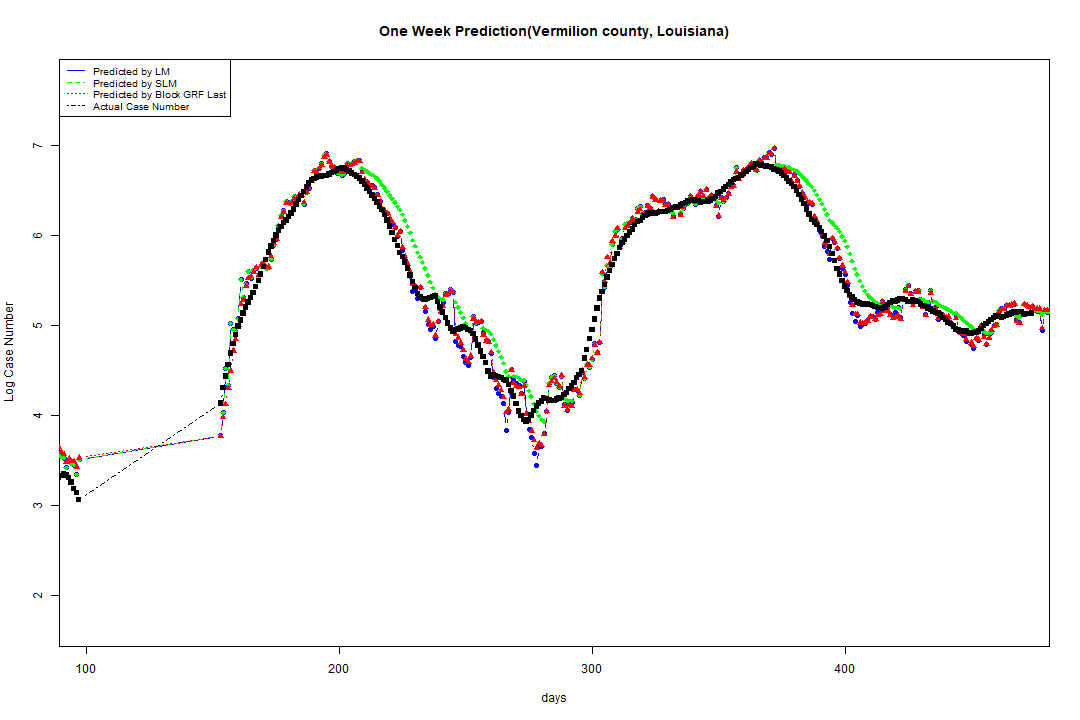 One Week Prediction(Vermilion county, Louisiana)
Predicted by LM
Predicted by SLM
Predicted by Block GRF Last
Actual Case Number
7
6
5
4
3
2
Log Case Number
100 200 300 400
days